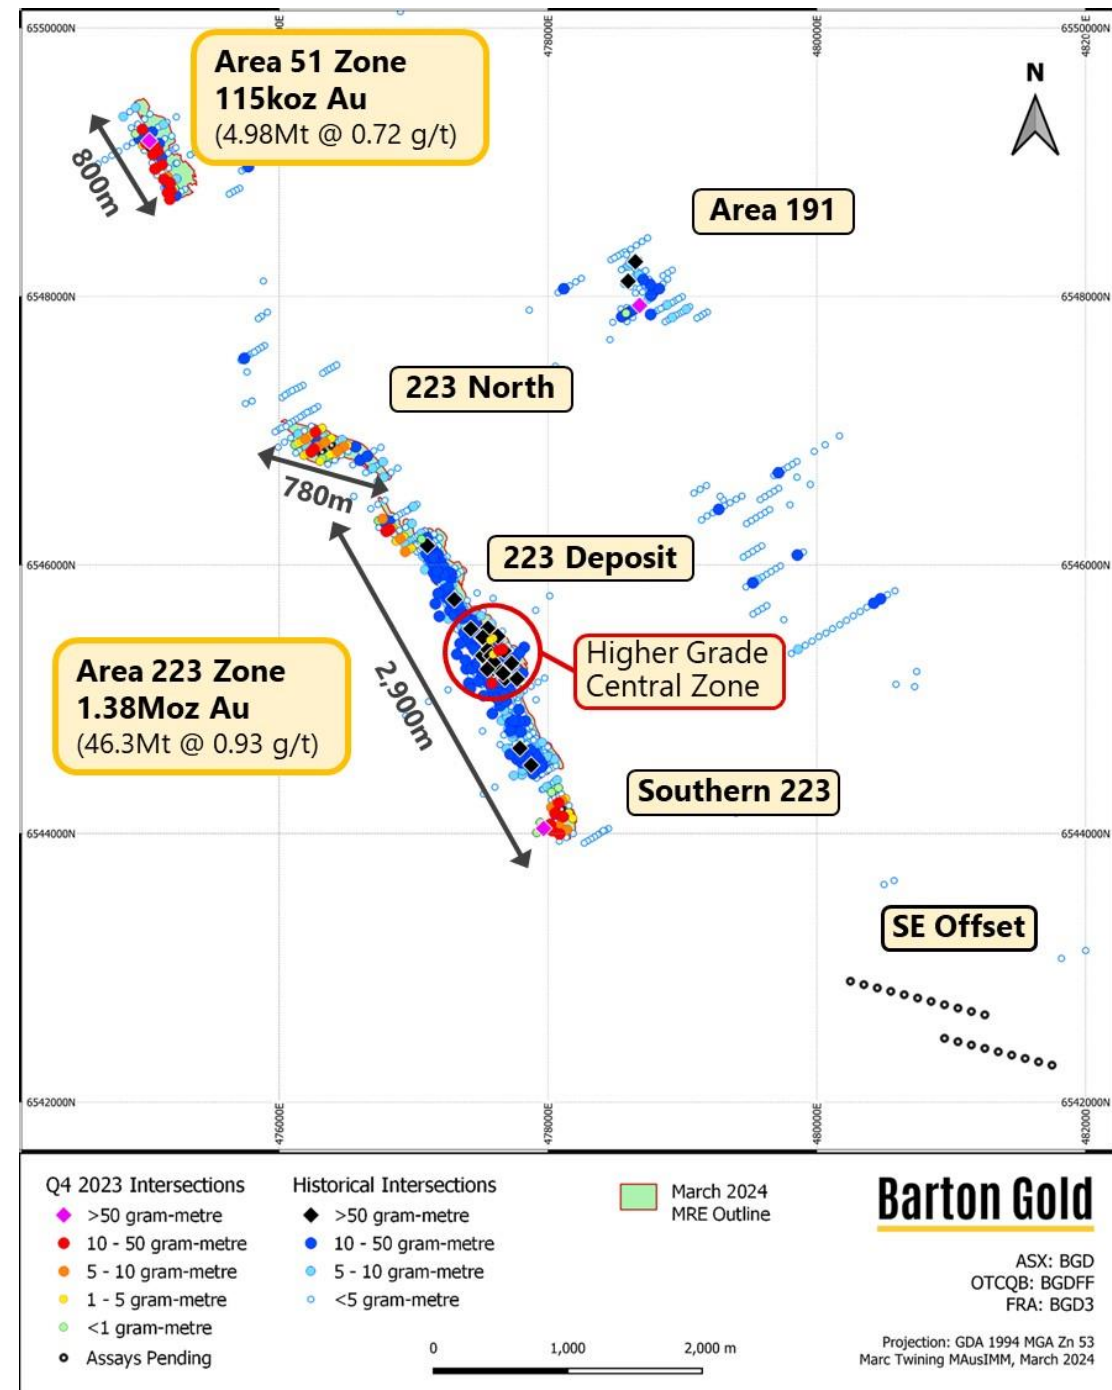 6550000N
478000E
480000E
482000E
6550000N
Area 51 Zone
115koz Au
(4.98Mt @ 0.72 g/t)
N
800m
Area 191
6548000N
6548000N
223 North
780m
223 Deposit
6546000N
6546000N
Higher Grade
Central Zone
Area 223 Zone
1.38Moz Au
(46.3Mt @ 0.93 g/t)
2,900m
Southern 223
6544000N
6544000N
SE Offset
6542000N
6542000N
476000E
478000E
480000E
482000E
Q4 2023 Intersections
>50 gram-metre
10 - 50 gram-metre
5 - 10 gram-metre
1 - 5 gram-metre
<1 gram-metre
Assays Pending
Historical Intersections
>50 gram-metre
10 - 50 gram-metre
5 - 10 gram-metre
<5 gram-metre
March 2024
MRE Outline
0 1,000 2,000 m
Barton Gold
ASX: BGD
OTCQB: BGDFF
FRA: BGD3
Projection: GDA 1994 MGA Zn 53
Marc Twining MAusIMM, March 2024